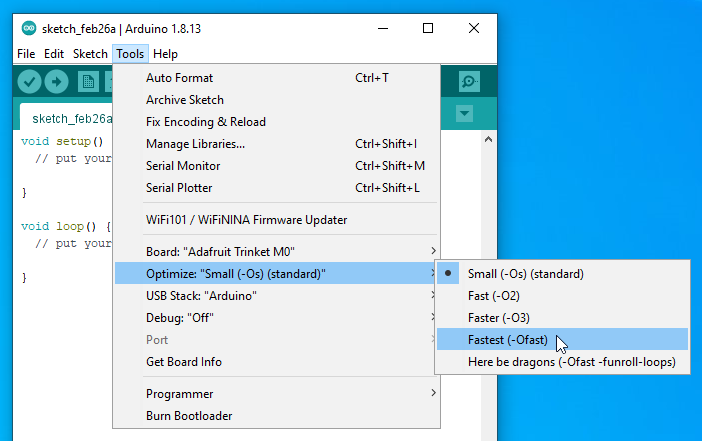 sketch_feb26a | Arduino 1.8.13
File Edit Sketch Tools Help
sketch_feb26a
void setup()
// put your
}
void loop() {
// put your
}
Auto Format Ctrl+T
Archive Sketch
Fix Encoding & Reload
Manage Libraries... Ctrl+Shift+I
Serial Monitor Ctrl+Shift+M
Serial Plotter Ctrl+Shift+L
WiFi101 / WiFiNINA Firmware Updater
Board: "Adafruit Trinket M0"
Optimize: "Small (-Os) (standard)"
USB Stack: "Arduino"
Debug: "Off"
Port
Get Board Info
Programmer
Burn Bootloader
Small (-Os) (standard)
Fast (-O2)
Faster (-O3)
Fastest (-Ofast)
Here be dragons (-Ofast -funroll-loops)